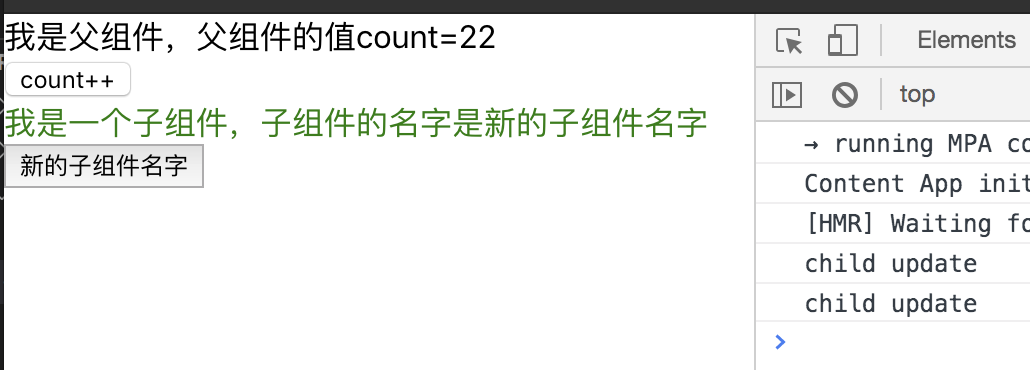 我是父组件，父组件的值count=22
count++
我是一个子组件，子组件的名字是新的子组件名字
新的子组件名字
Elements
top
→ running MPA
Content App
[HMR] Waiting
child update
child update